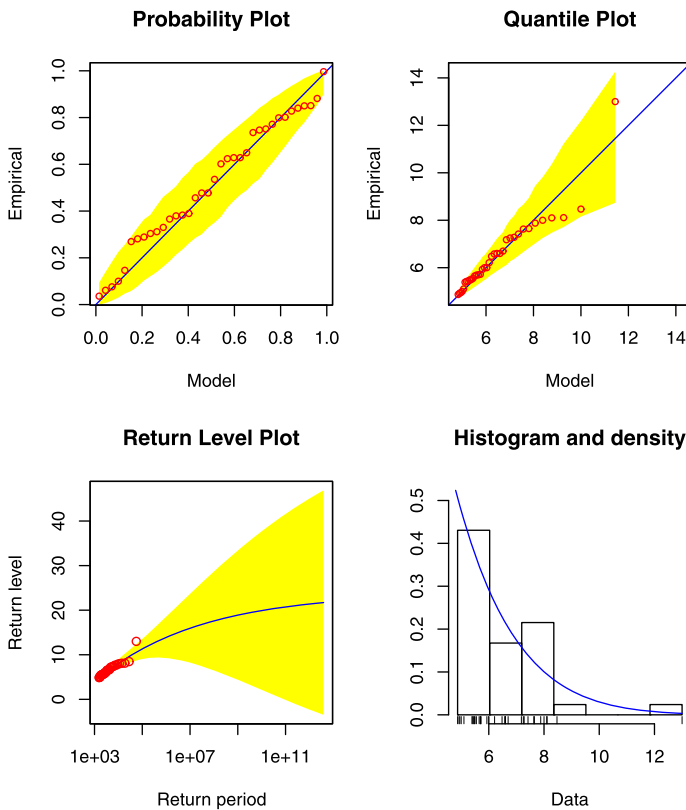 Probability Plot
Empirical
1.0
0.8
0.6
0.4
0.2
0.0
0.0 0.2 0.4 0.6 0.8 1.0
Model
Quantile Plot
Empirical
14
12
10
8
6
6 8 10 12 14
Model
Return Level Plot
Return level
40
30
20
10
0
1e+03 1e+07 1e+11
Return period
Histogram and density
0.5
0.4
0.3
0.2
0.1
0.0
6 8 10 12
Data